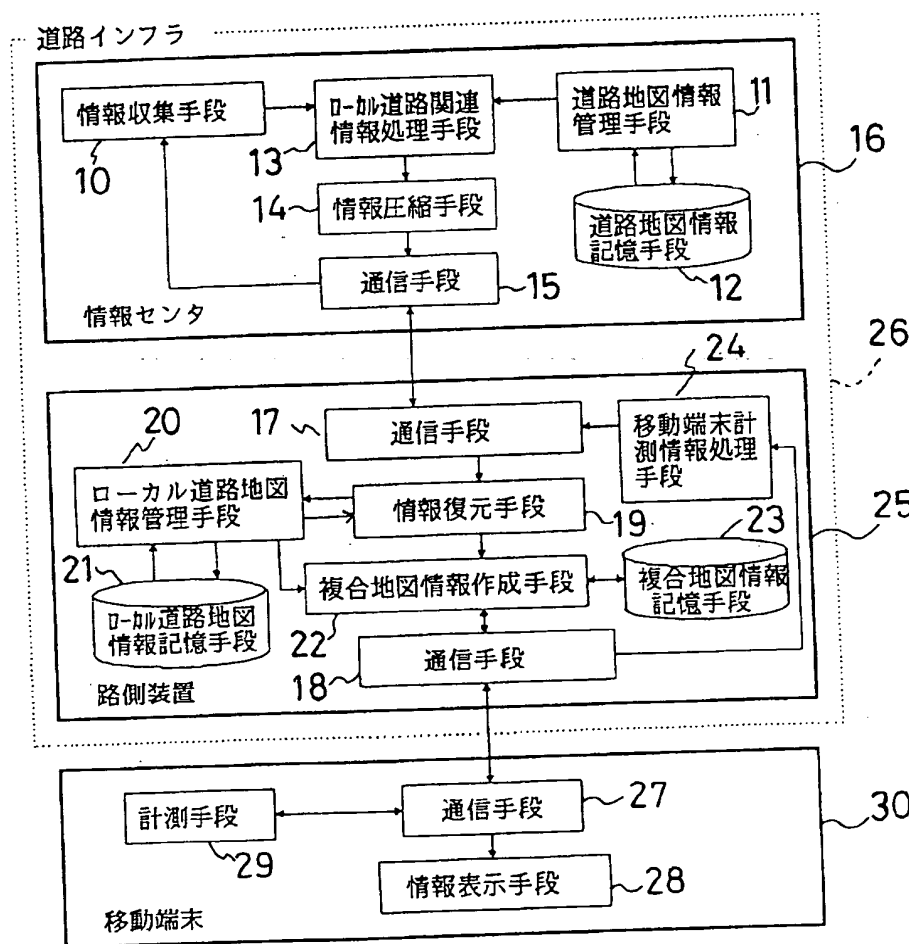 道路インフラ
情報収集手段
10
ローカル道路関連
情報処理手段
13
道路地図情報
管理手段
11
16
14
情報圧縮手段
道路地図情報
記憶手段
12
通信手段
15
情報センタ
26
24
17
通信手段
移動端末計
測情報処理
手段
20
ローカル道路地図
情報管理手段
情報復元手段
19
25
23
21
ローカル道路地図
情報記憶手段
複合地図情報作成手段
22
複合地図情報
記憶手段
18
通信手段
路側装置
計測手段
29
通信手段
27
30
情報表示手段
28
移動端末